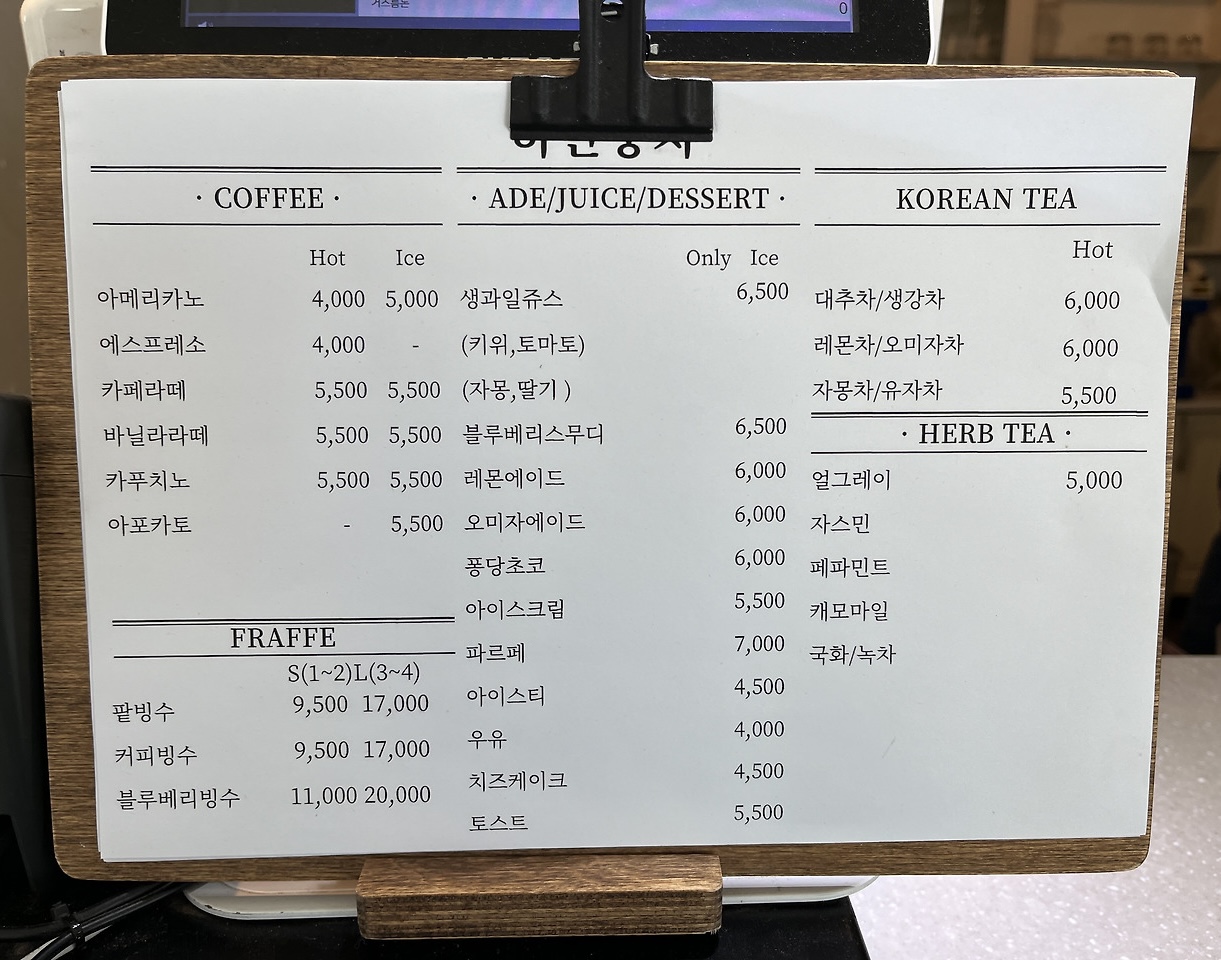 거스름돈
0
· COFFEE ·
Hot Ice
아메리카노 4,000 5,000
에스프레소 4,000 -
카페라떼 5,500 5,500
바닐라라떼 5,500 5,500
카푸치노 5,500 5,500
아포카토 - 5,500
FRAFFE
S(1~2)L(3~4)
팥빙수 9,500 17,000
커피빙수 9,500 17,000
블루베리빙수 11,000 20,000
· ADE/JUICE/DESSERT ·
Only Ice
생과일쥬스 6,500
(키위,토마토)
(자몽,딸기 )
블루베리스무디 6,500
레몬에이드 6,000
오미자에이드 6,000
퐁당초코 6,000
아이스크림 5,500
파르페 7,000
아이스티 4,500
우유 4,000
치즈케이크 4,500
토스트 5,500
KOREAN TEA
Hot
대추차/생강차 6,000
레몬차/오미자차 6,000
자몽차/유자차 5,500
· HERB TEA ·
얼그레이 5,000
자스민
페파민트
캐모마일
국화/녹차